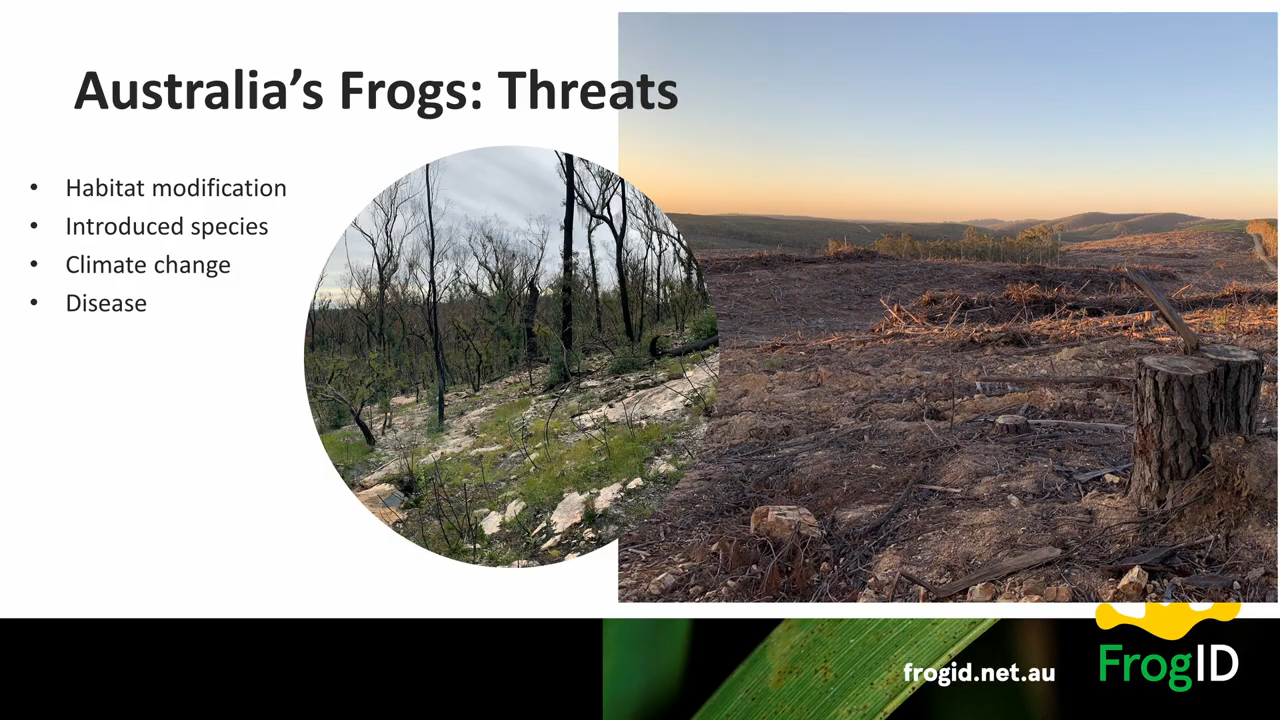 Australia’s Frogs: Threats
• Habitat modification
• Introduced species
• Climate change
• Disease
frogid.net.au
FrogID